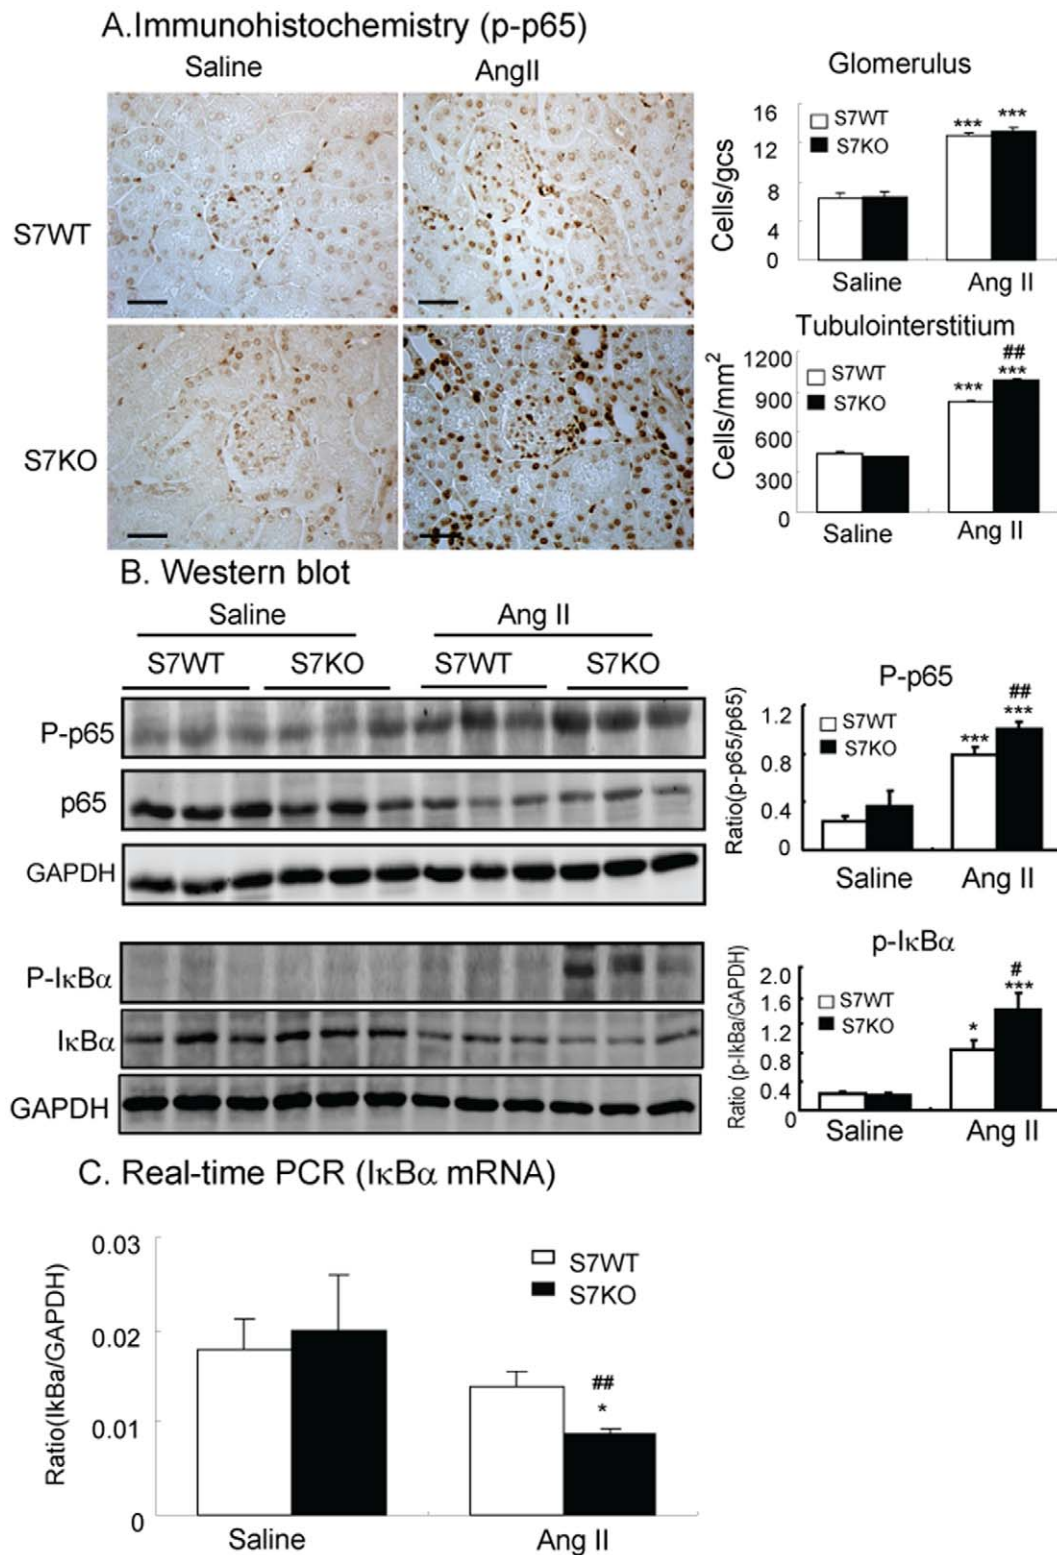 A.Immunohistochemistry (p-p65)
Saline
AngII
S7WT
S7KO
Glomerulus
Cells/gcs
16
12
8
4
0
S7WT
S7KO
***
***
Saline
Ang II
Tubulointerstitium
Cells/mm2
1200
900
600
300
0
S7WT
S7KO
***
##
***
Saline
Ang II
B. Western blot
Saline
Ang II
S7WT
S7KO
S7WT
S7KO
P-p65
p65
GAPDH
P-IκBα
IκBα
GAPDH
P-p65
Ratio(p-p65/p65)
1.2
0.8
0.4
0
S7WT
S7KO
***
##
***
Saline
Ang II
p-IκBα
Ratio (p-IkBa/GAPDH)
2.0
1.6
1.2
0.8
0.4
0
S7WT
S7KO
*
#
***
Saline
Ang II
C. Real-time PCR (IκBα mRNA)
Ratio(IkBa/GAPDH)
0.03
0.02
0.01
0
S7WT
S7KO
##
*
Saline
Ang II